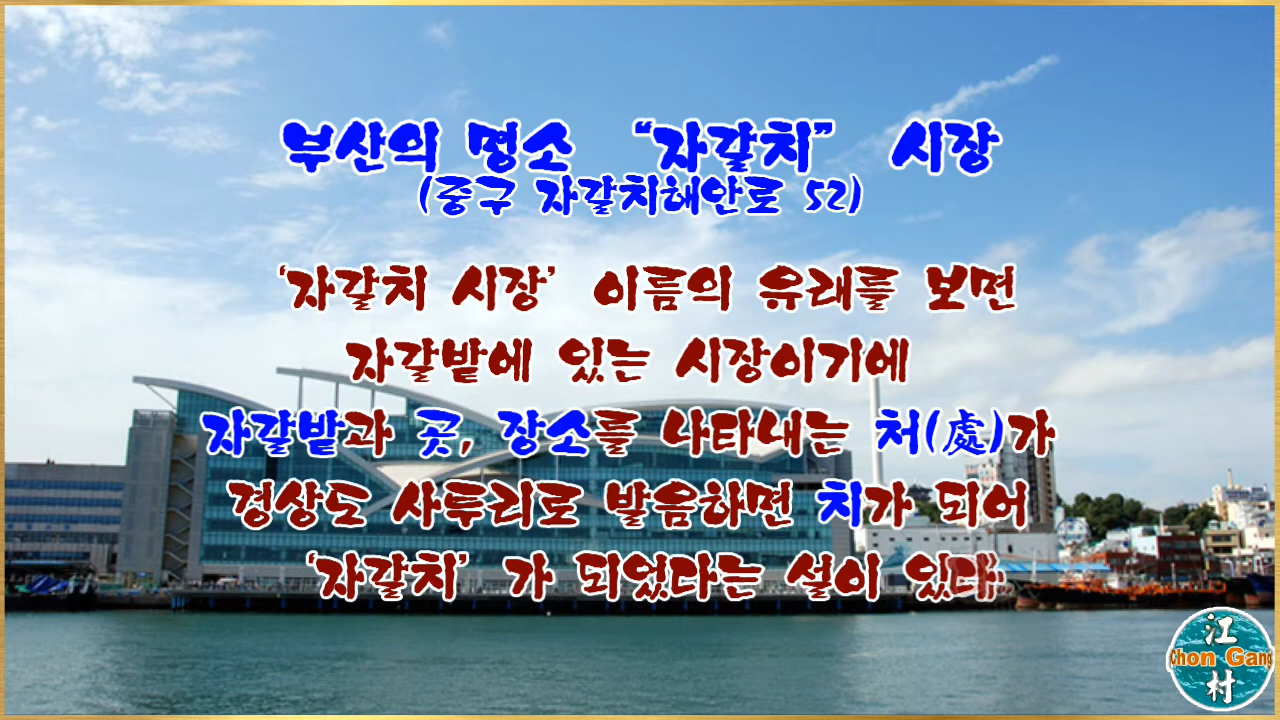 부산의 명소 “자갈치” 시장
(중구 자갈치해안로 52)
‘자갈치 시장’ 이름의 유래를 보면
자갈밭에 있는 시장이기에
자갈밭과 곳, 장소를 나타내는 처(處)가
경상도 사투리로 발음하면 치가 되어
‘자갈치’가 되었다는 설이 있다
江
Chon Gang
村